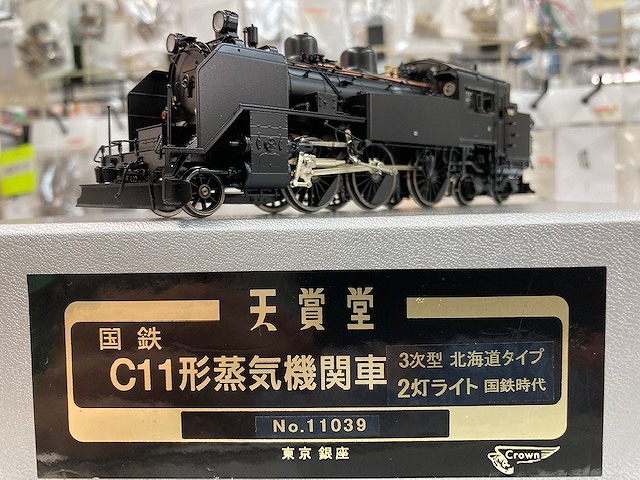 天賞堂
国鉄
C11形蒸気機関車
3次型 北海道タイプ
2灯ライト 国鉄時代
No.11039
東京 銀座
Crown